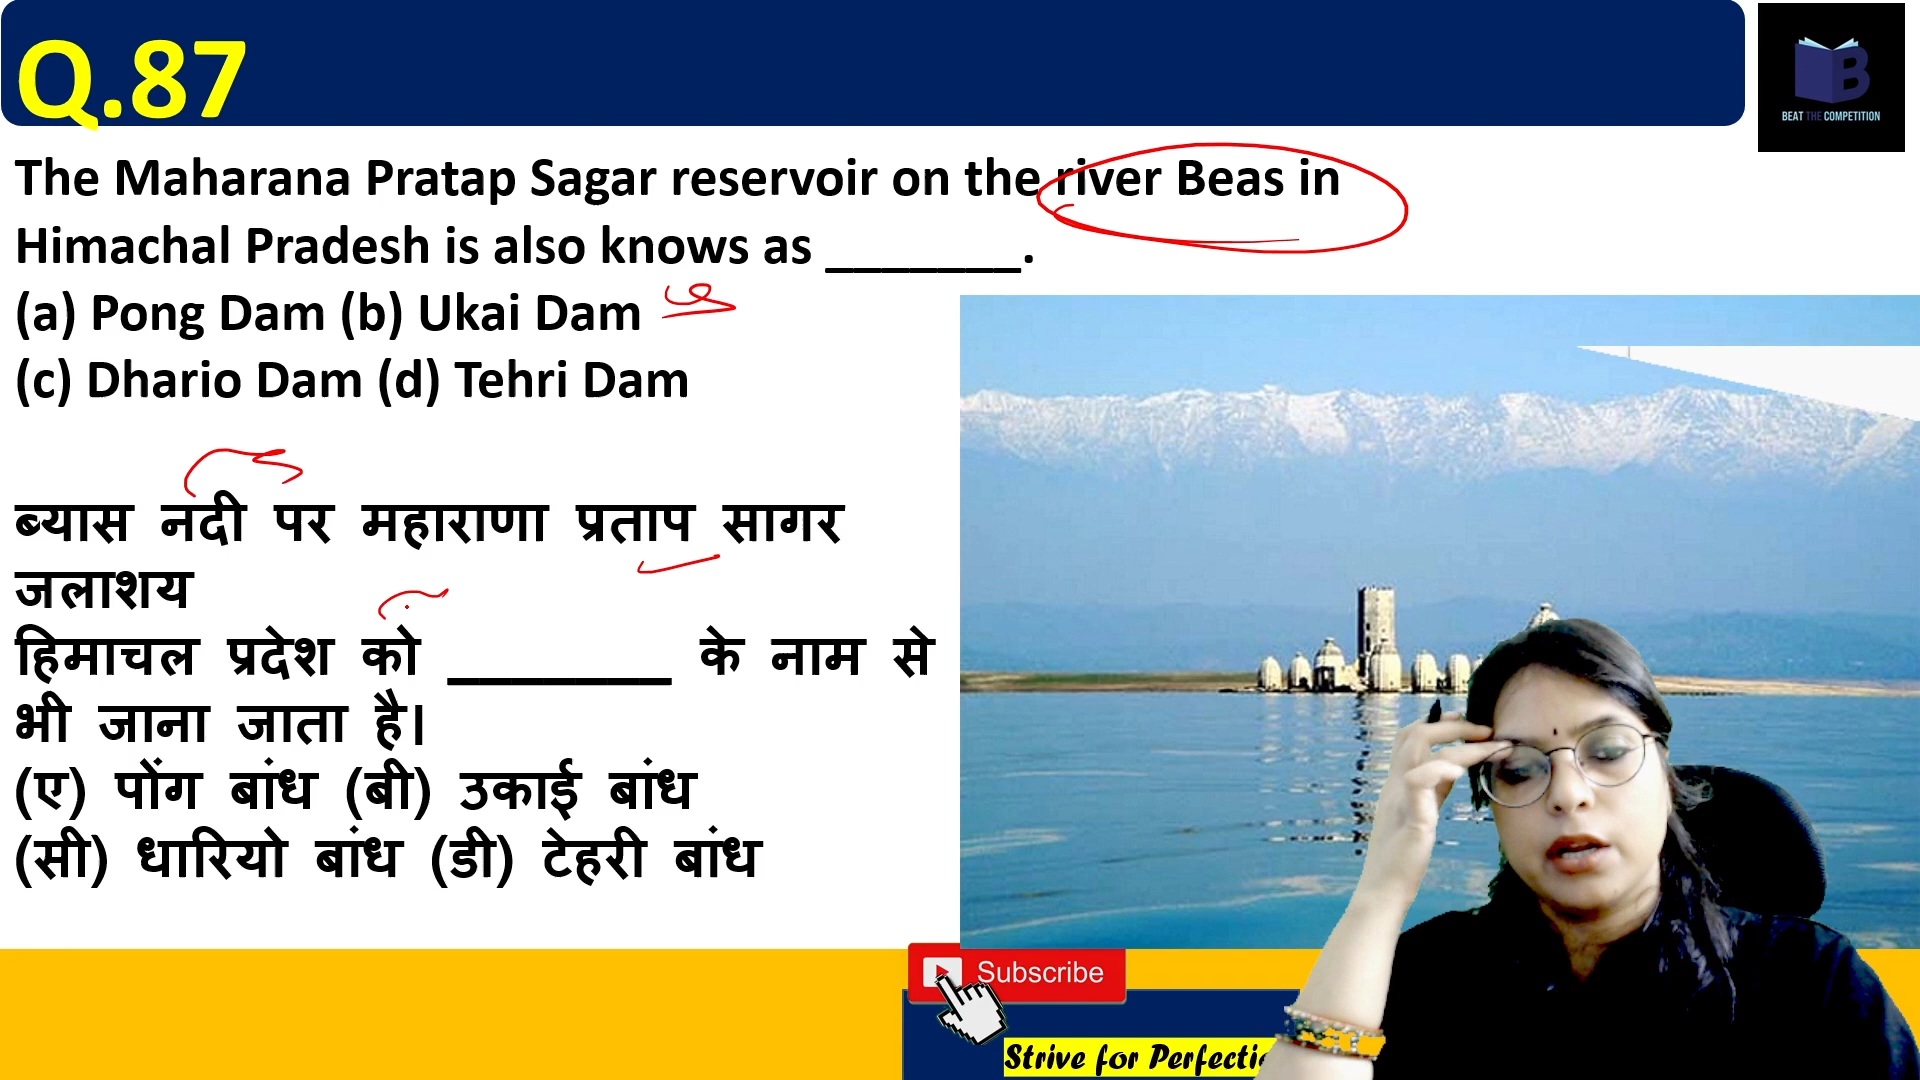 Q.87
BEAT THE COMPETITION
The Maharana Pratap Sagar reservoir on the river Beas in
Himachal Pradesh is also knows as _______.
(a) Pong Dam (b) Ukai Dam
(c) Dhario Dam (d) Tehri Dam
ब्यास नदी पर महाराणा प्रताप सागर
जलाशय
हिमाचल प्रदेश को _______ के नाम से
भी जाना जाता है।
(ए) पोंग बांध (बी) उकाई बांध
(सी) धारियो बांध (डी) टेहरी बांध
Subscribe
Strive for